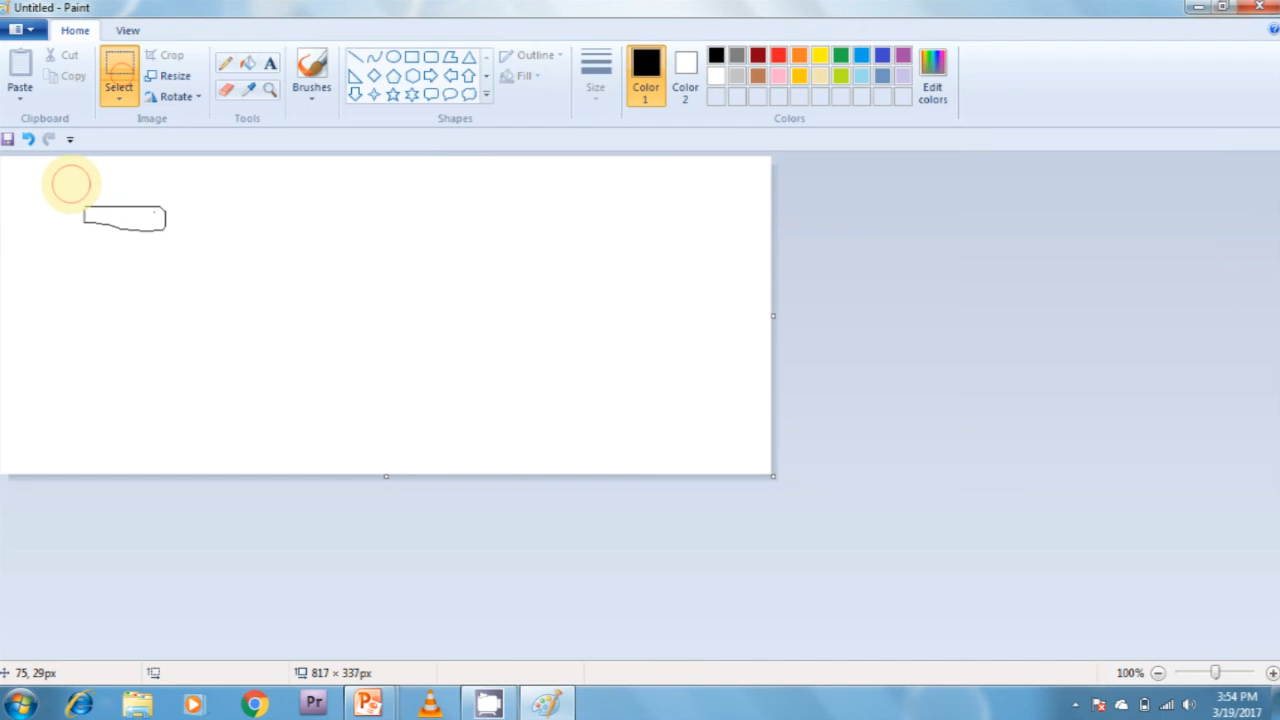 Untitled - Paint
Home View
Paste
Cut
Copy
Clipboard
Select
Crop
Resize
Rotate
Image
A
Tools
Brushes
Outline
Fill
Shapes
Size
Color 1
Color 2
Edit colors
Colors
75, 29px
817 × 337px
100%
Pr
3:54 PM
3/19/2017